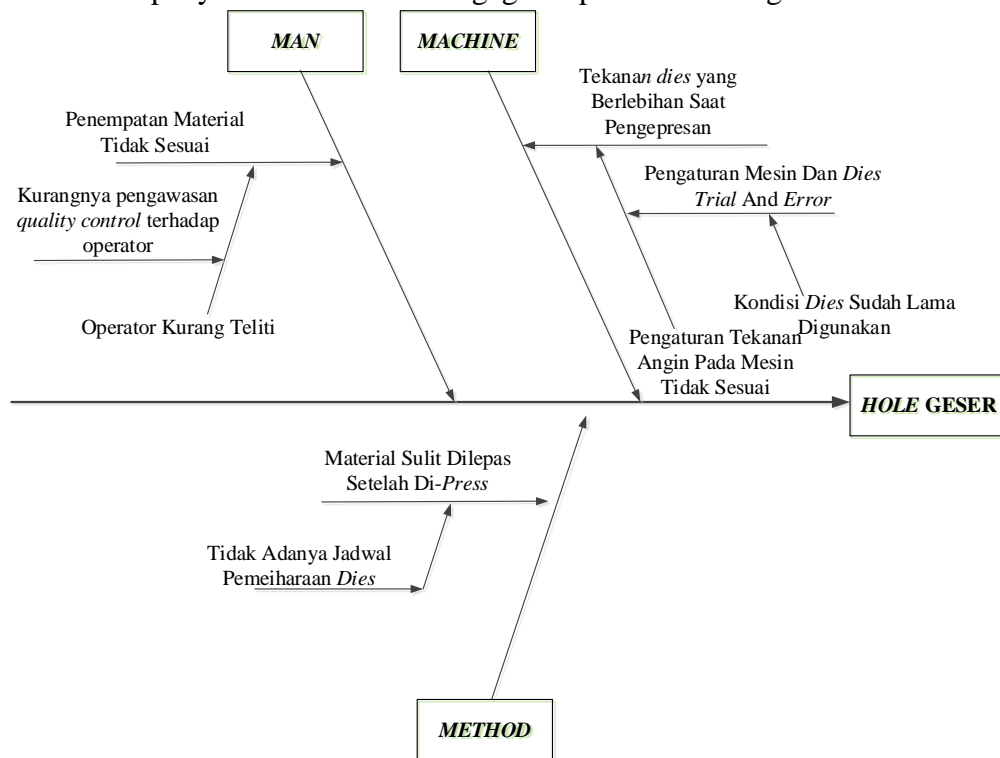 MAN
MACHINE
Tekanan dies yang
Berlebihan Saat
Pengepresan
Penempatan Material
Tidak Sesuai
Pengaturan Mesin Dan Dies
Trial And Error
Kurangnya pengawasan
quality control terhadap
operator
Kondisi Dies Sudah Lama
Digunakan
Operator Kurang Teliti
Pengaturan Tekanan
Angin Pada Mesin
Tidak Sesuai
HOLE GESER
Material Sulit Dilepas
Setelah Di-Press
Tidak Adanya Jadwal
Pemeiharaan Dies
METHOD